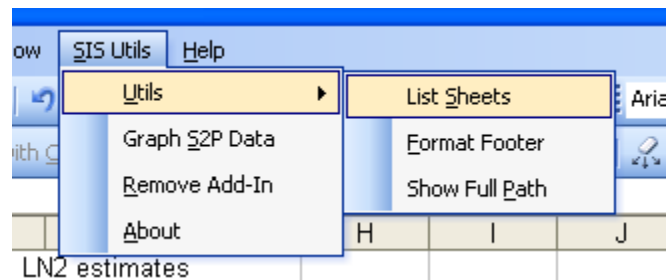 ow SIS Utils Help
Utils List Sheets Aria
Graph S2P Data Format Footer
ith
Remove Add-In Show Full Path
About H I J
LN2 estimates